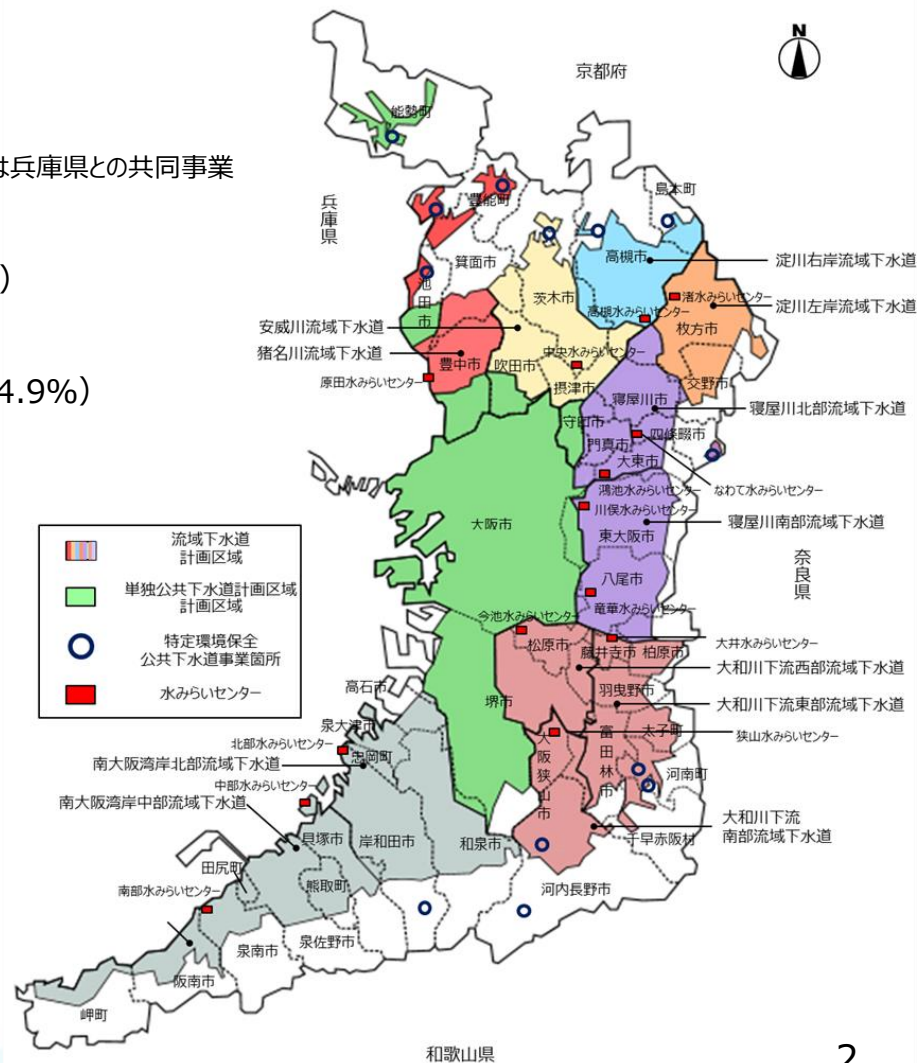 N
京都府
は兵庫県との共同事業
）
4.9%）
兵庫県
能勢町
豊能町
島本町
箕面市
高槻市
淀川右岸流域下水道
池田市
茨木市
渚水みらいセンター
淀川左岸流域下水道
高槻水みらいセンター
枚方市
安威川流域下水道
猪名川流域下水道
豊中市
吹田市
中央水みらいセンター
摂津市
交野市
原田水みらいセンター
寝屋川市
寝屋川北部流域下水道
守口市
門真市
四條畷市
大東市
鴻池水みらいセンター
なわて水みらいセンター
川俣水みらいセンター
大阪市
東大阪市
寝屋川南部流域下水道
奈良県
八尾市
竜華水みらいセンター
流域下水道
計画区域
単独公共下水道計画区域
計画区域
特定環境保全
公共下水道事業箇所
水みらいセンター
今池水みらいセンター
松原市
藤井寺市
柏原市
大井水みらいセンター
大和川下流西部流域下水道
羽曳野市
大和川下流東部流域下水道
高石市
堺市
太子町
泉大津市
北部水みらいセンター
忠岡町
大阪狭山市
富田林市
狭山水みらいセンター
南大阪湾岸北部流域下水道
河南町
中部水みらいセンター
南大阪湾岸中部流域下水道
大和川下流
南部流域下水道
貝塚市
岸和田市
和泉市
千早赤阪村
田尻町
熊取町
河内長野市
南部水みらいセンター
泉南市
泉佐野市
阪南市
岬町
和歌山県
2